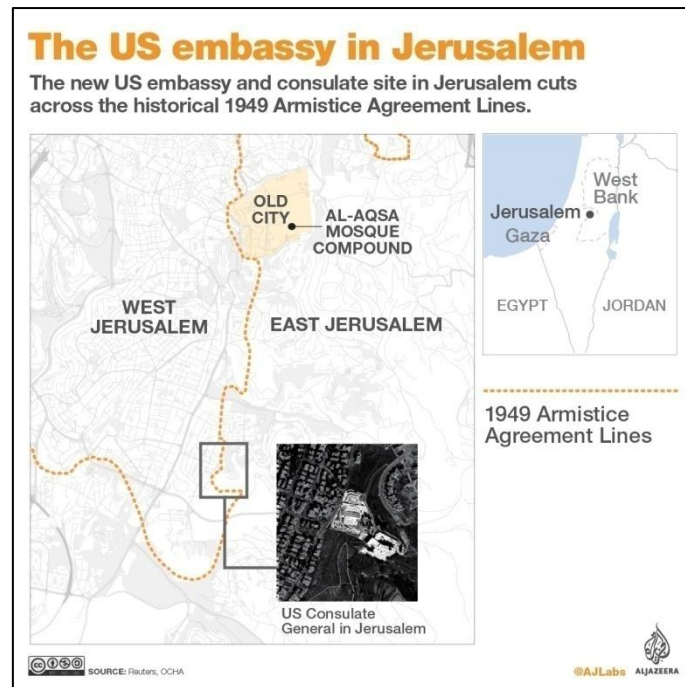 The US embassy in Jerusalem
The new US embassy and consulate site in Jerusalem cuts
across the historical 1949 Armistice Agreement Lines.
OLD
CITY
AL-AQSA
MOSQUE
COMPOUND
WEST
JERUSALEM
EAST JERUSALEM
US Consulate
General in Jerusalem
West
Bank
Jerusalem
Gaza
EGYPT
JORDAN
1949 Armistice
Agreement Lines
SOURCE: Reuters, OCHA
@AJLabs
ALJAZEERA